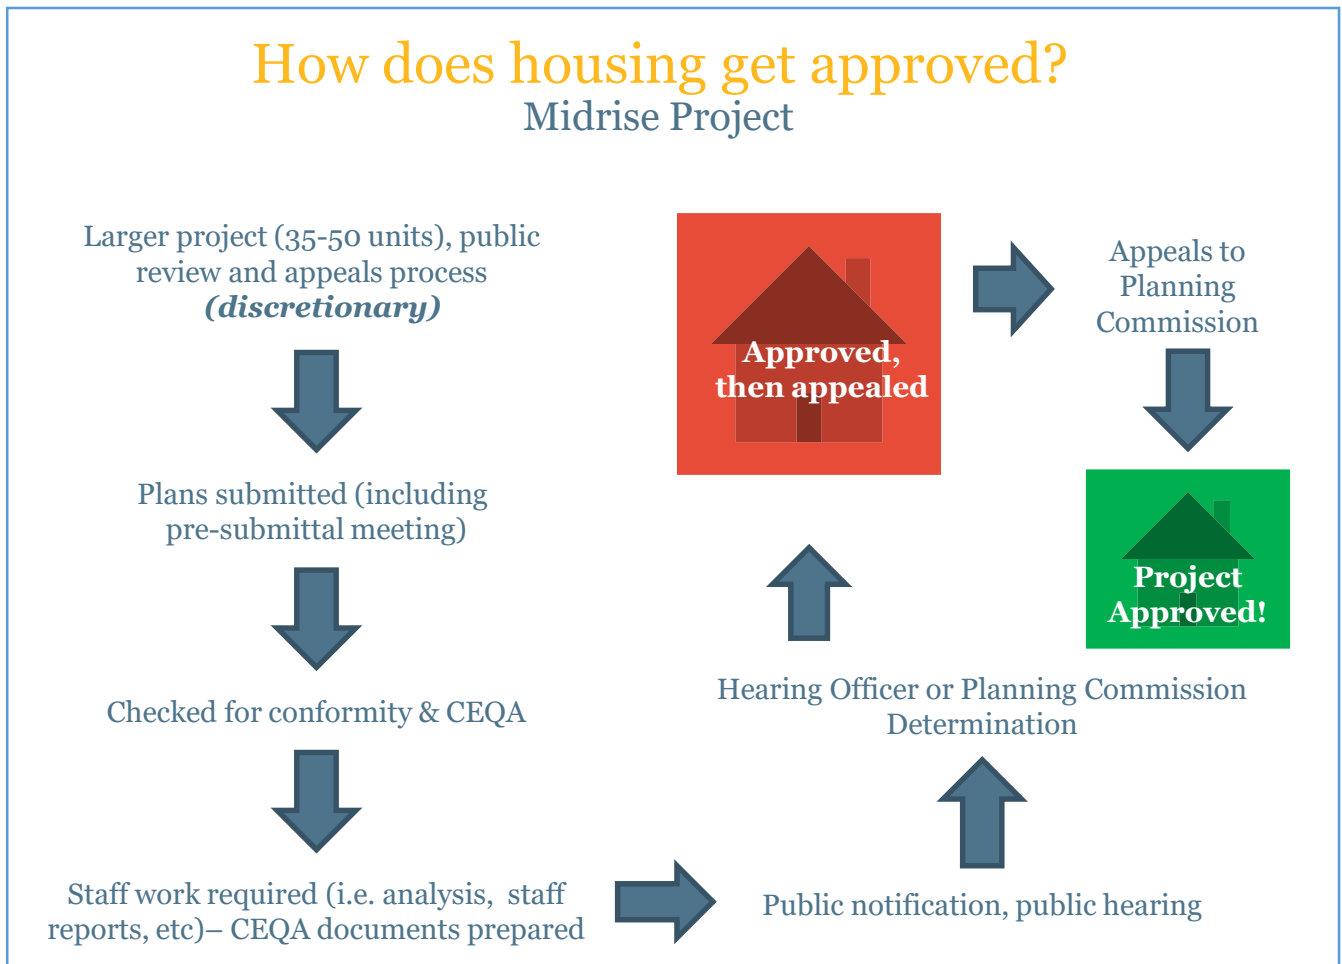 How does housing get approved?
Midrise Project
Larger project (35-50 units), public
review and appeals process
(discretionary)
Plans submitted (including
pre-submittal meeting)
Checked for conformity & CEQA
Staff work required (i.e. analysis, staff
reports, etc)– CEQA documents prepared
Public notification, public hearing
Hearing Officer or Planning Commission
Determination
Approved,
then appealed
Appeals to
Planning
Commission
Project
Approved!